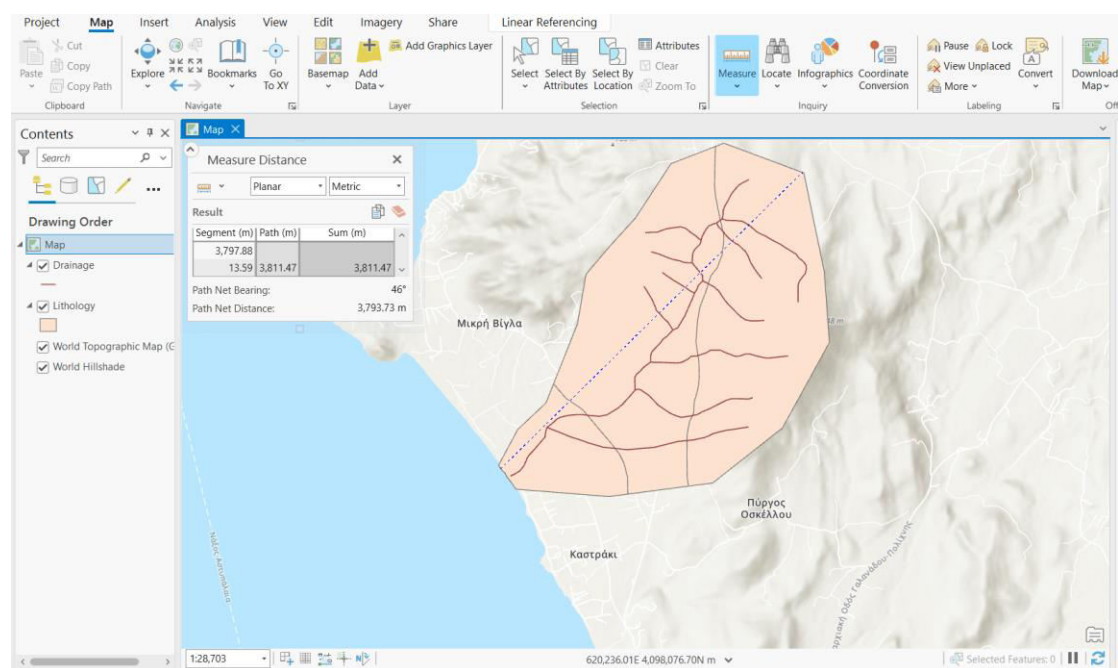 Project Map Insert Analysis View Edit Imagery Share Linear Referencing
Paste
Cut
Copy
Copy Path
Clipboard
Explore
Bookmarks
Go To XY
Navigate
Basemap
Add Data
Add Graphics Layer
Layer
Select
Select By Attributes
Select By Location
Attributes
Clear
Zoom To
Selection
Measure
Locate
Infographics
Coordinate Conversion
Inquiry
Pause
Lock
View Unplaced
More
Convert
Labeling
Download Map
Off
Contents
Search
Drawing Order
Map
Drainage
Lithology
World Topographic Map (G
World Hillshade
Map
Measure Distance
Planar
Metric
Result
Segment (m) Path (m) Sum (m)
3,797.88
13.59 3,811.47 3,811.47
Path Net Bearing: 46°
Path Net Distance: 3,793.73 m
Μικρή Βίγλα
Πύργος
Οσκέλλου
Καστράκι
Νάξος Αστυπάλαια
1:28,703
620,236.01E 4,098,076.70N m
Selected Features: 0